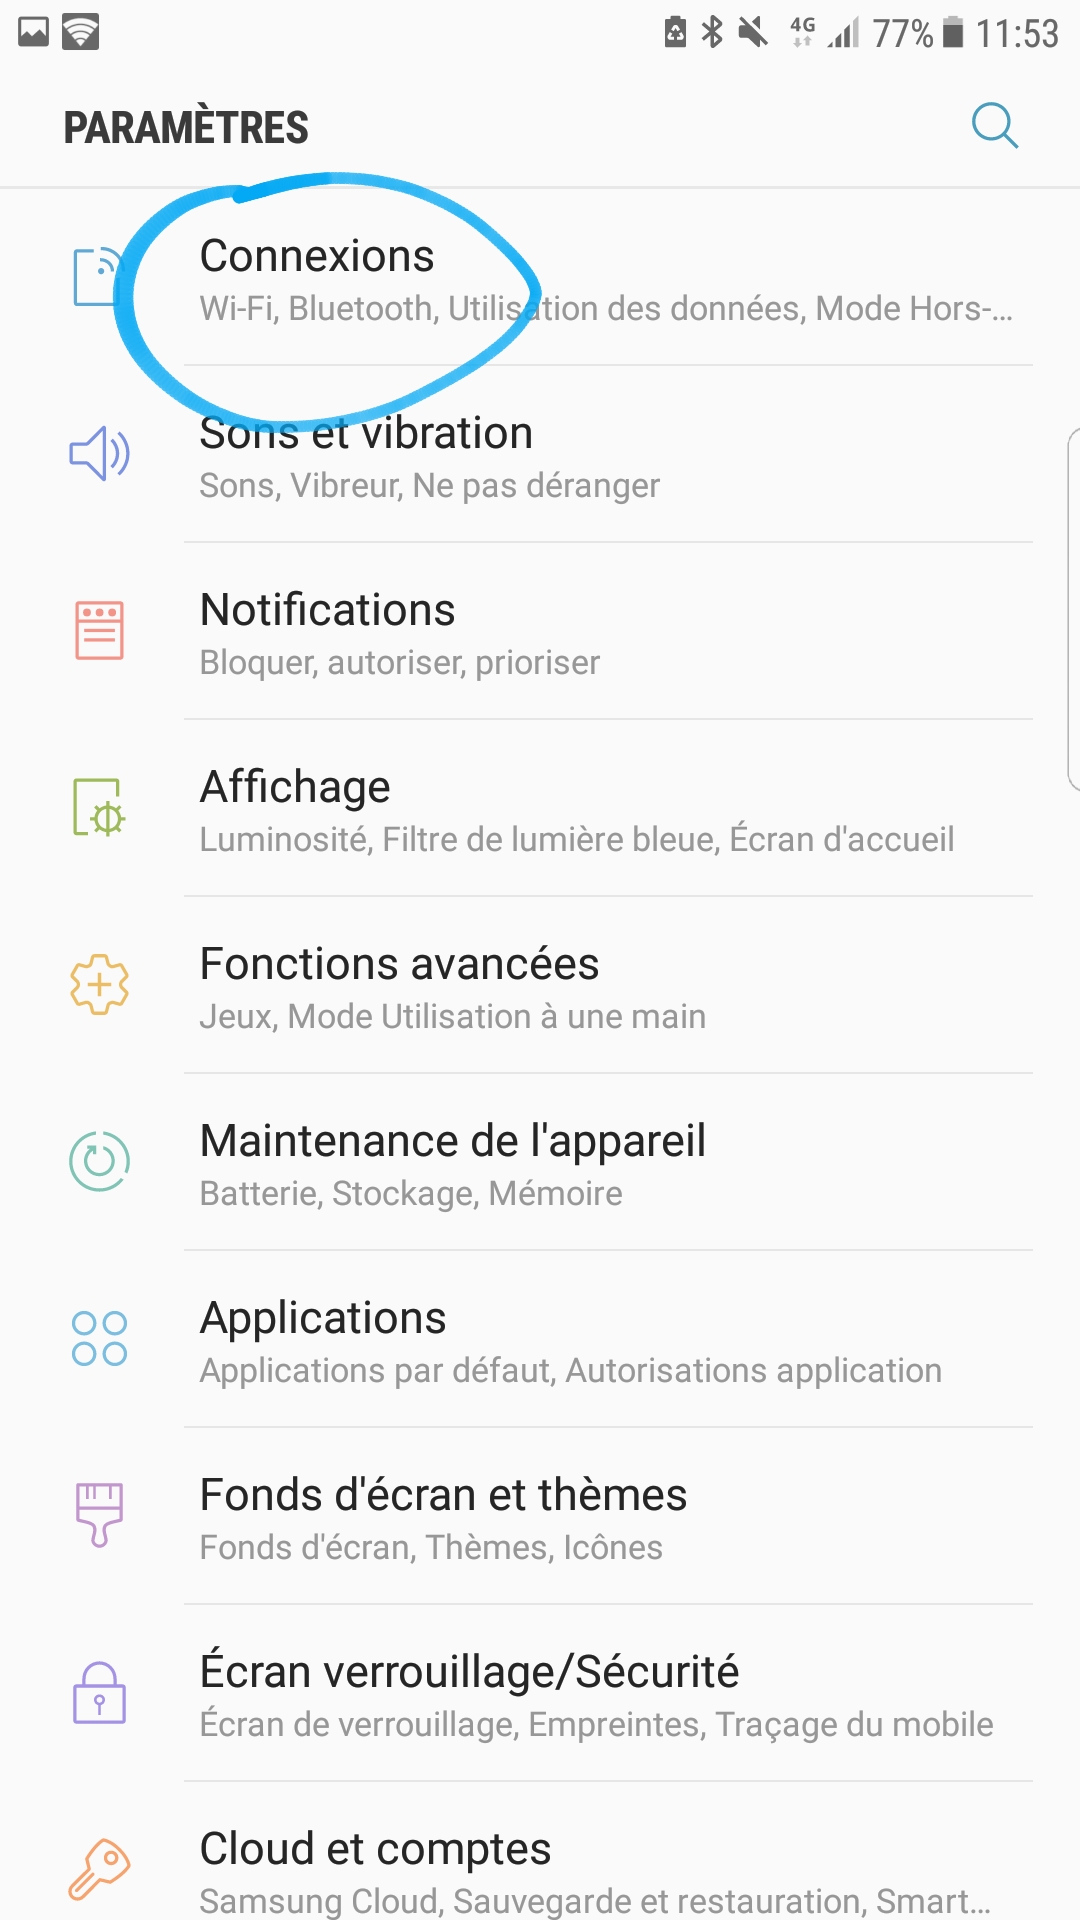 4G 77% 11:53
PARAMÈTRES
Connexions
Wi-Fi, Bluetooth, Utilisation des données, Mode Hors-...
Sons et vibration
Sons, Vibreur, Ne pas déranger
Notifications
Bloquer, autoriser, prioriser
Affichage
Luminosité, Filtre de lumière bleue, Écran d'accueil
Fonctions avancées
Jeux, Mode Utilisation à une main
Maintenance de l'appareil
Batterie, Stockage, Mémoire
Applications
Applications par défaut, Autorisations application
Fonds d'écran et thèmes
Fonds d'écran, Thèmes, Icônes
Écran verrouillage/Sécurité
Écran de verrouillage, Empreintes, Traçage du mobile
Cloud et comptes
Samsung Cloud, Sauvegarde et restauration, Smart...